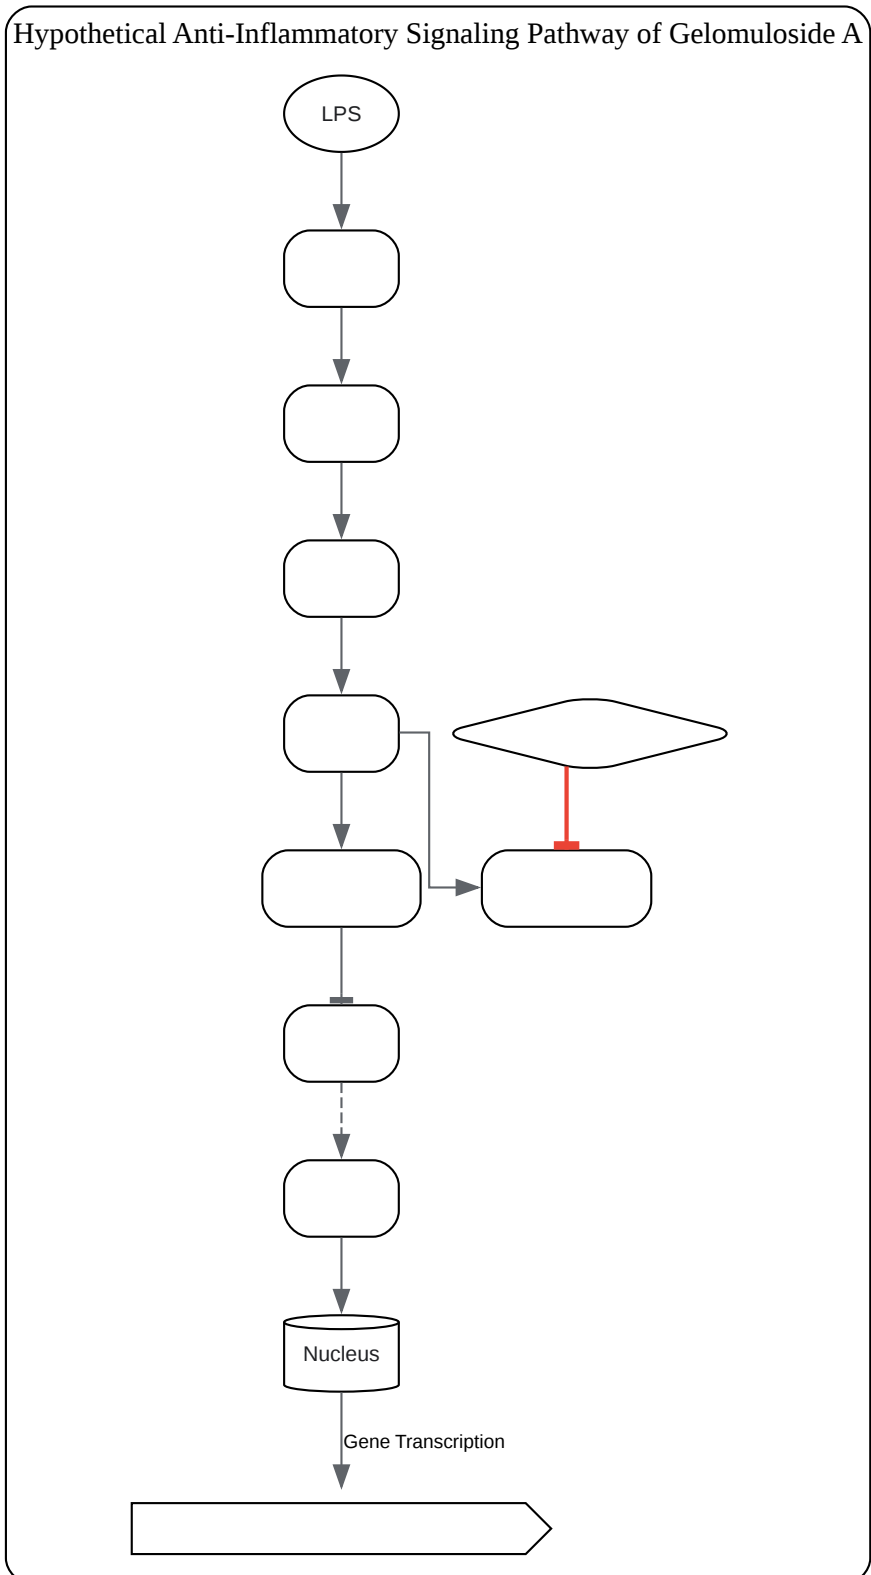 Hypothetical Anti-Inflammatory Signaling Pathway of Gelomuloside A
LPS
Nucleus
Gene Transcription